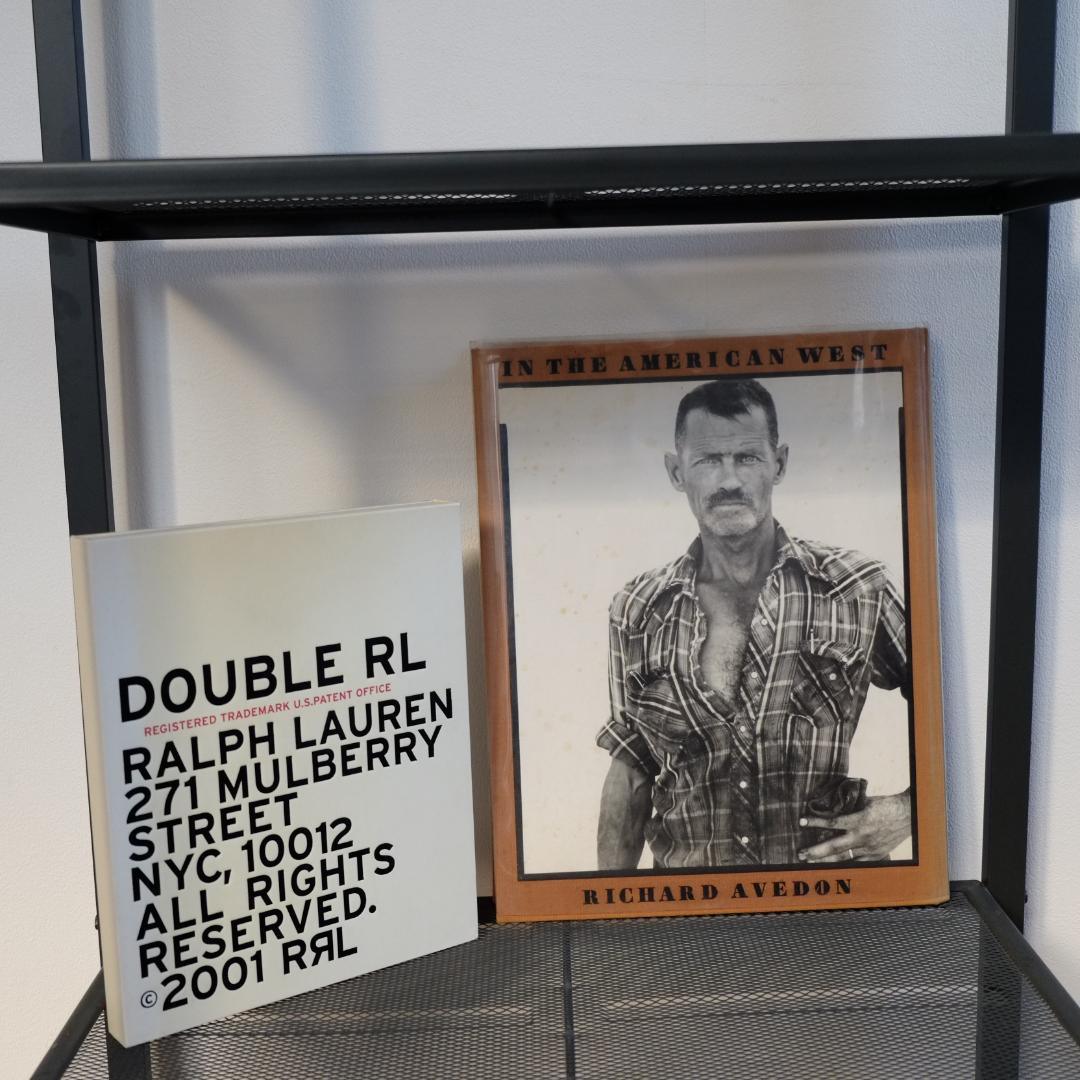 DOUBLE RL
REGISTERED TRADEMARK U.S.PATENT OFFICE
RALPH LAUREN
271 MULBERRY
STREET
NYC, 10012
ALL RIGHTS
RESERVED.
©2001 RЯL
IN THE AMERICAN WEST
RICHARD AVEDON